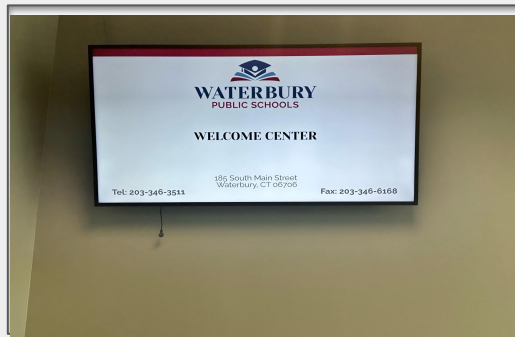 WATERBURY
PUBLIC SCHOOLS
WELCOME CENTER
185 South Main Street
Waterbury, CT 06706
Tel: 203-346-3511
Fax: 203-346-6168